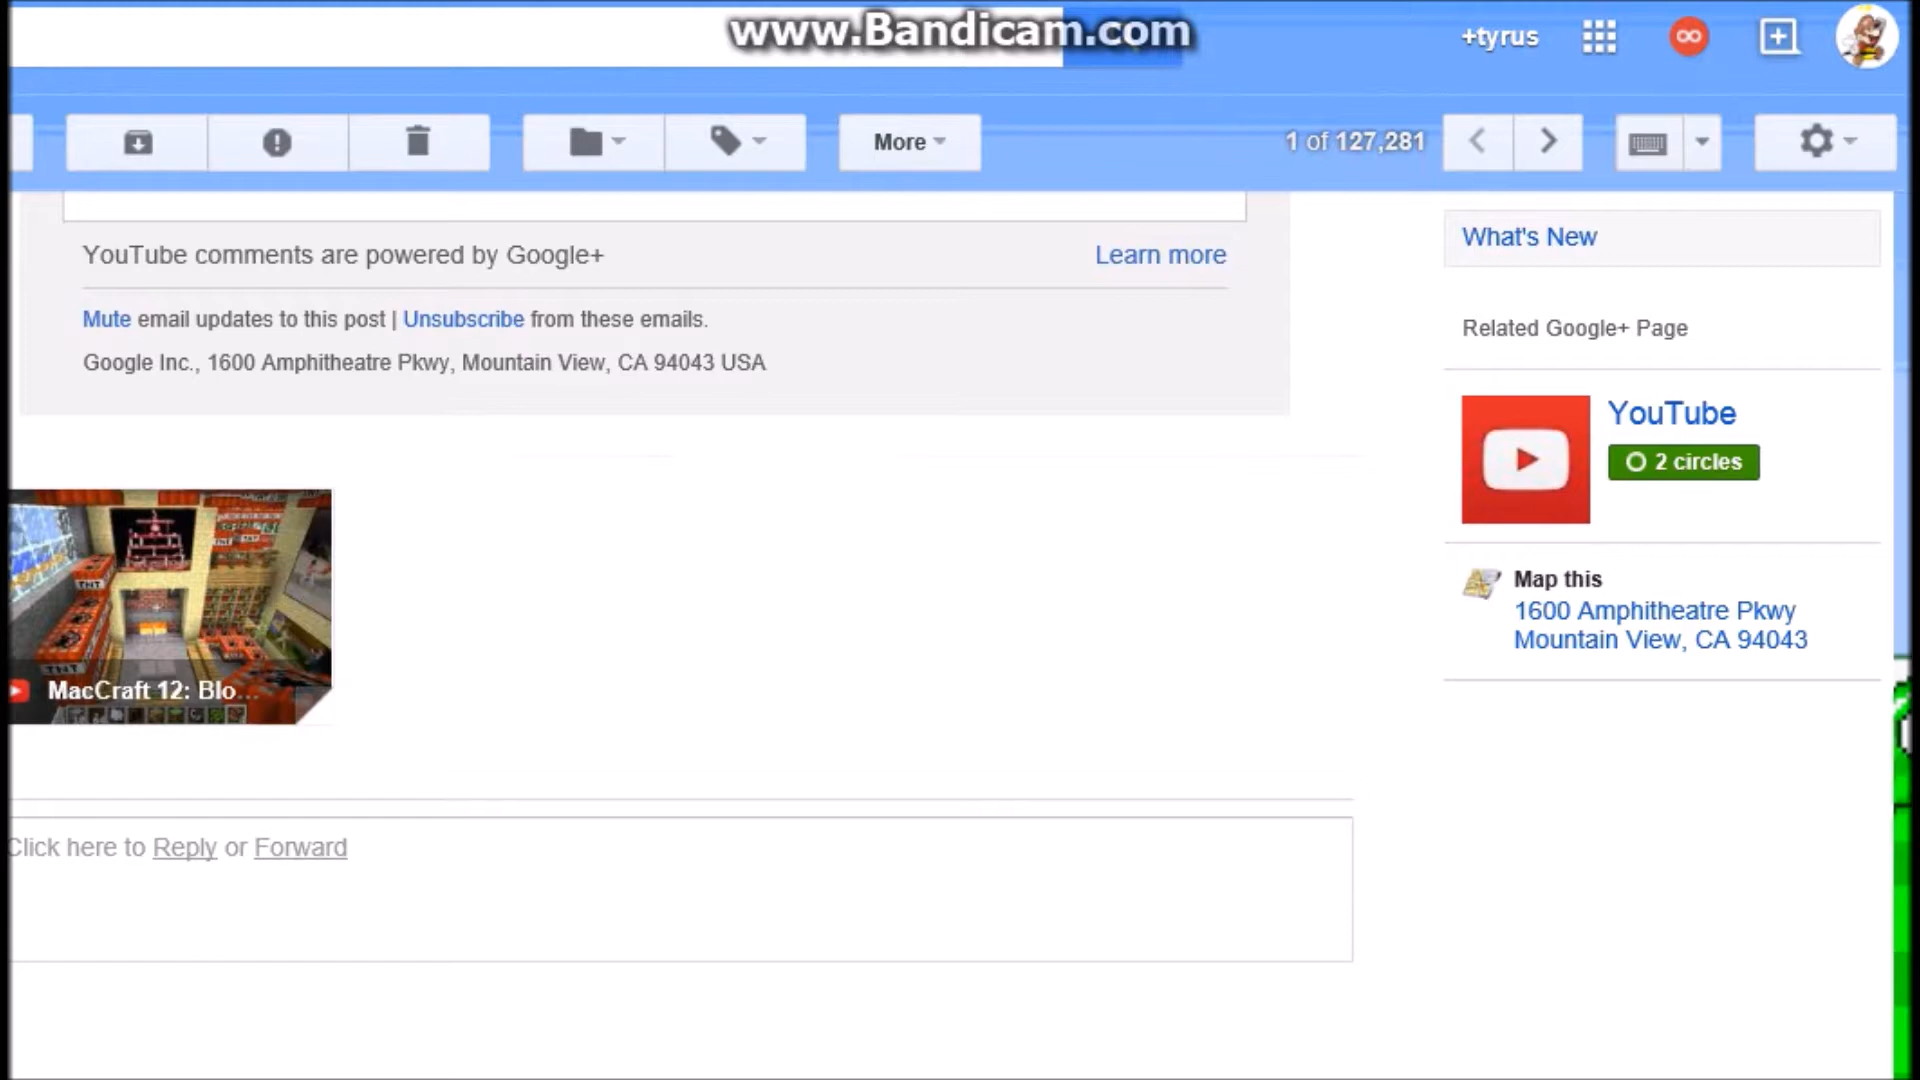 www.Bandicam.com
+tyrus
More
1 of 127,281
YouTube comments are powered by Google+
Learn more
Mute email updates to this post | Unsubscribe from these emails.
Google Inc., 1600 Amphitheatre Pkwy, Mountain View, CA 94043 USA
What's New
Related Google+ Page
YouTube
2 circles
Map this
1600 Amphitheatre Pkwy
Mountain View, CA 94043
TNT
TNT
MacCraft 12: Blo...
Click here to Reply or Forward